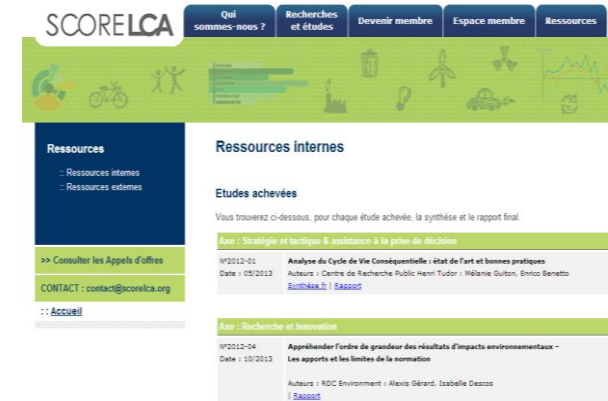 SCORELCA
Qui
sommes-nous ?
Recherches
et études
Devenir membre
Espace membre
Ressources
Ressources
:: Ressources internes
:: Ressources externes
>> Consulter les Appels d'offres
CONTACT : contact@scorelca.org
:: Accueil
Ressources internes
Etudes achevées
Vous trouverez ci-dessous, pour chaque étude achevée, la synthèse et le rapport final.
Axe : Stratégie et tactique & assistance à la prise de décision
N°2012-01 Analyse du Cycle de Vie Conséquentielle : état de l'art et bonnes pratiques
Date : 05/2013 Auteurs : Centre de Recherche Public Henri Tudor : Mélanie Guiton, Enrico Benetto
Synthèse fr | Rapport
Axe : Recherche et Innovation
N°2012-04 Appréhender l'ordre de grandeur des résultats d'impacts environnementaux –
Date : 10/2013 Les apports et les limites de la normation
Auteurs : RDC Environment : Alexis Gérard, Isabelle Descos
| Rapport